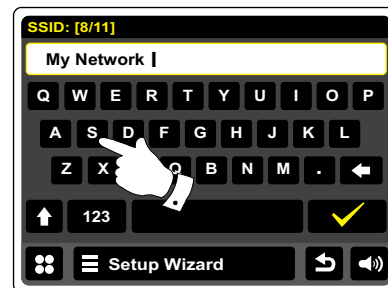 SSID: [8/11]
My Network
Q W E R T Y U I O P
A S D F G H J K L
Z X B N M .
123
Setup Wizard